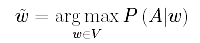 w̃ = arg max P (A|w)
w∈V